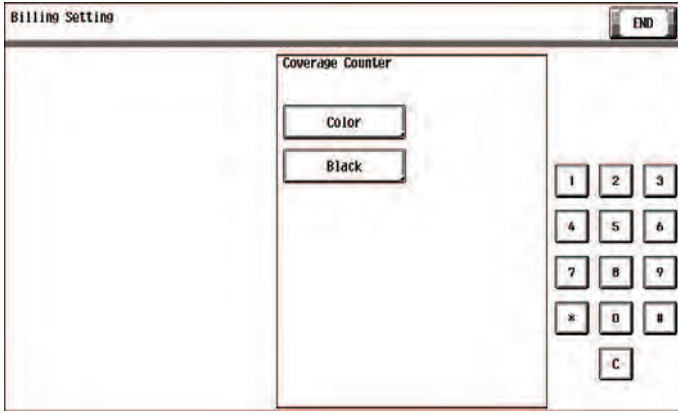 Billing Setting
END
Coverage Counter
Color
Black
1 2 3
4 5 6
7 8 9
* 0 #
C